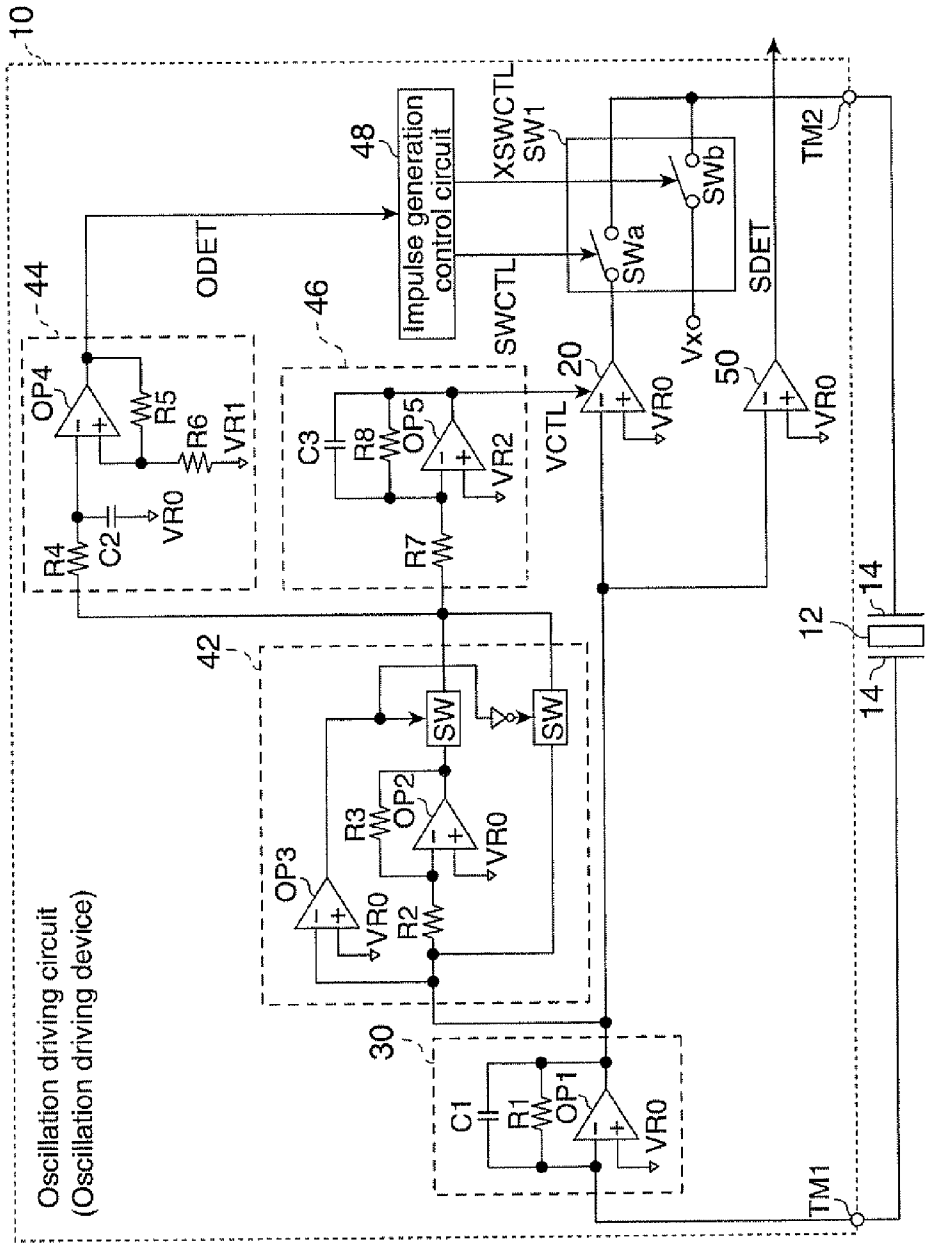 10
Oscillation driving circuit
(Oscillation driving device)
44
OP4
R4
C2
VR0
R5
R6
VR1
ODET
48
Impulse generation
control circuit
46
C3
R8
OP5
R7
VR2
VCTL
SWCTL
XSWCTL
SW1
SWa
SWb
Vx
20
VR0
50
VR0
SDET
42
OP3
VR0
R3
OP2
R2
VR0
SW
SW
30
C1
R1
OP1
VR0
TM1
TM2
14
12
14